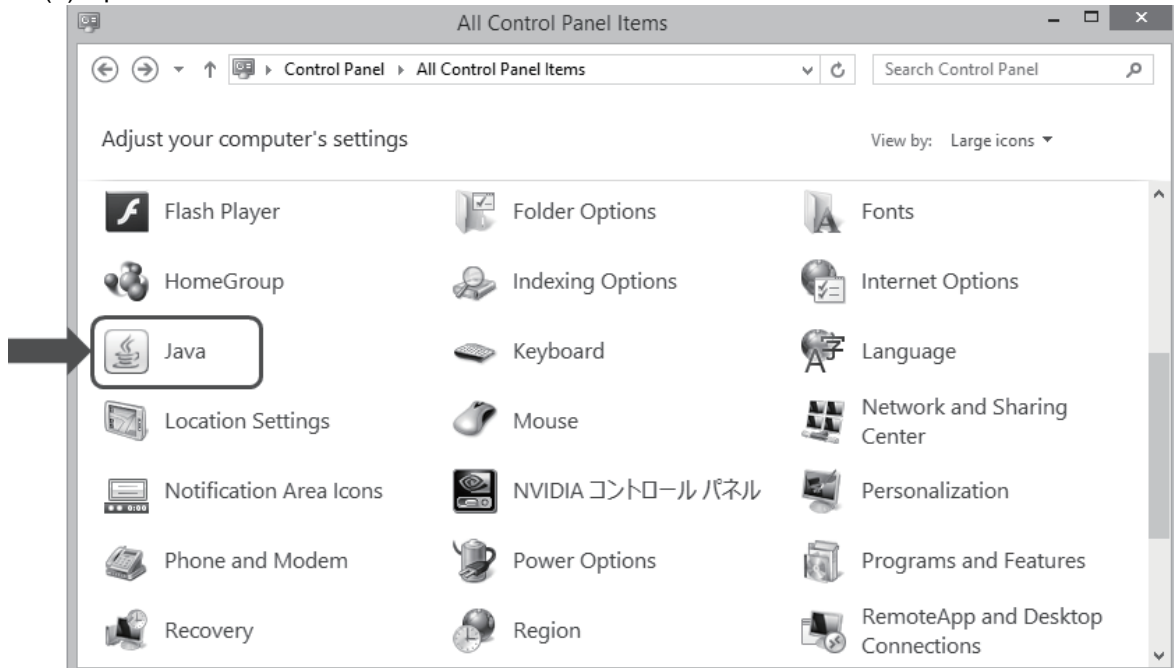 All Control Panel Items
Control Panel All Control Panel Items
Search Control Panel
Adjust your computer's settings
View by: Large icons
Flash Player
Folder Options
Fonts
HomeGroup
Indexing Options
Internet Options
Java
Keyboard
Language
Location Settings
Mouse
Network and Sharing
Center
Notification Area Icons
NVIDIA コントロール パネル
Personalization
Phone and Modem
Power Options
Programs and Features
Recovery
Region
RemoteApp and Desktop
Connections